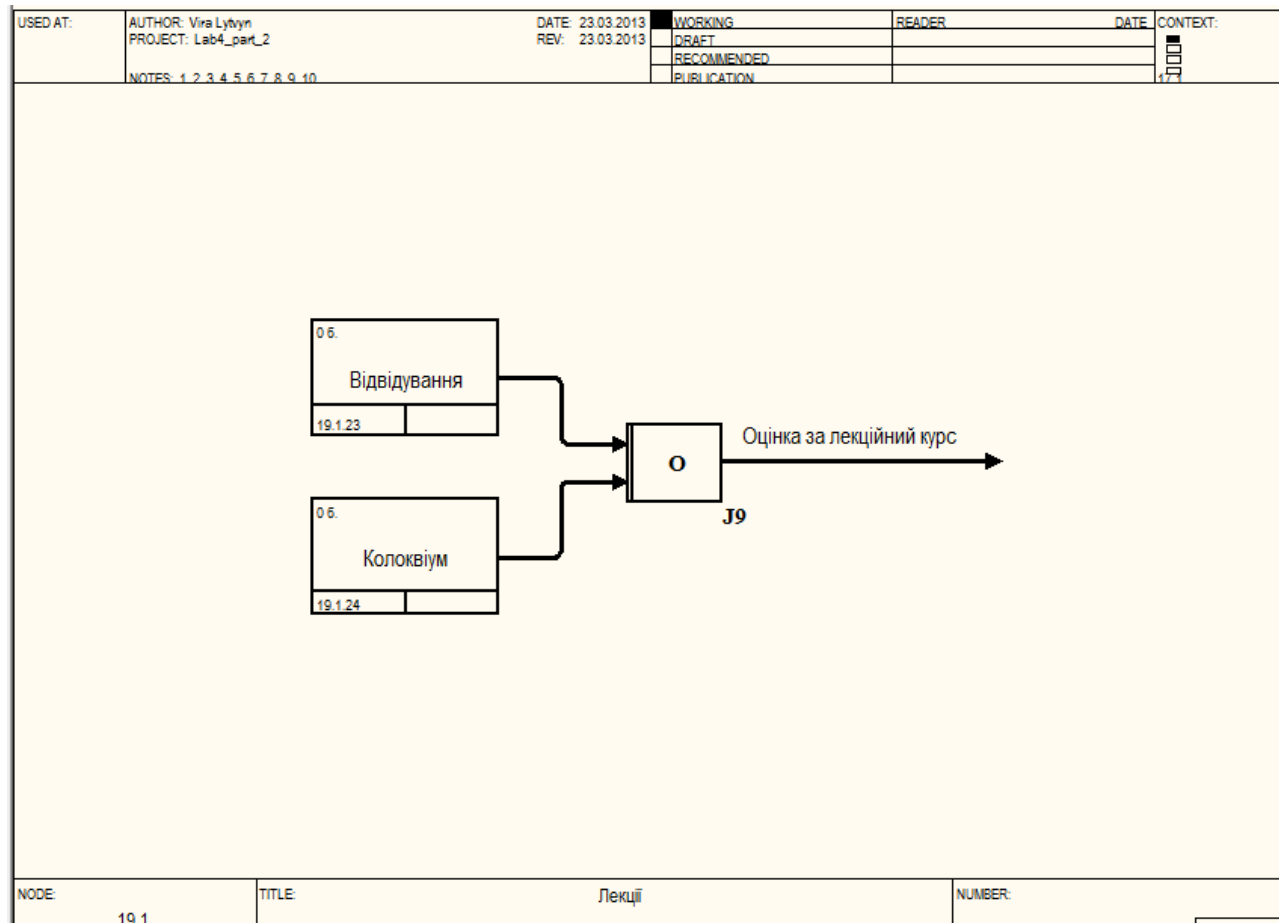 USED AT:
AUTHOR: Vira Lytvyn
DATE: 23.03.2013
PROJECT: Lab4_part_2
REV: 23.03.2013
NOTES: 1 2 3 4 5 6 7 8 9 10
WORKING
DRAFT
RECOMMENDED
PUBLICATION
READER
DATE
CONTEXT:
17.1
0 б.
Відвідування
19.1.23
0 б.
Колоквіум
19.1.24
O
J9
Оцінка за лекційний курс
NODE:
19.1
TITLE:
Лекції
NUMBER: